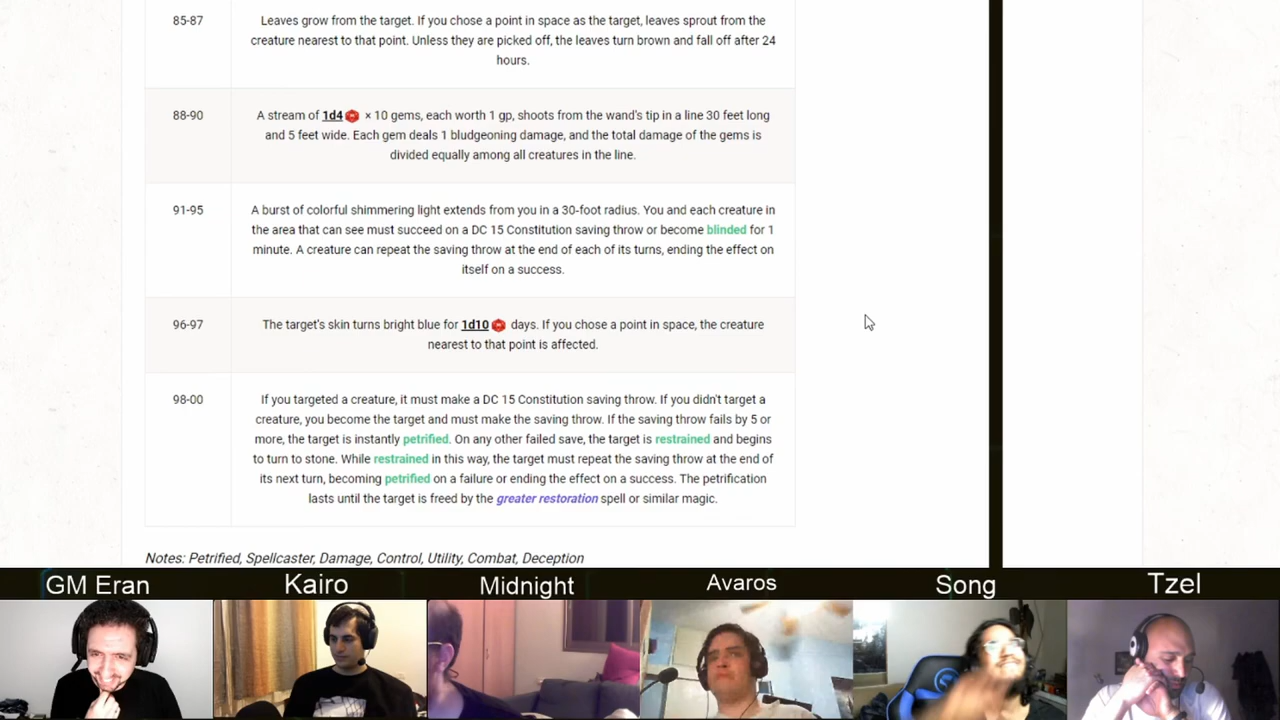 85-87
Leaves grow from the target. If you chose a point in space as the target, leaves sprout from the
creature nearest to that point. Unless they are picked off, the leaves turn brown and fall off after 24
hours.
88-90
A stream of 1d4 × 10 gems, each worth 1 gp, shoots from the wand's tip in a line 30 feet long
and 5 feet wide. Each gem deals 1 bludgeoning damage, and the total damage of the gems is
divided equally among all creatures in the line.
91-95
A burst of colorful shimmering light extends from you in a 30-foot radius. You and each creature in
the area that can see must succeed on a DC 15 Constitution saving throw or become blinded for 1
minute. A creature can repeat the saving throw at the end of each of its turns, ending the effect on
itself on a success.
96-97
The target's skin turns bright blue for 1d10 days. If you chose a point in space, the creature
nearest to that point is affected.
98-00
If you targeted a creature, it must make a DC 15 Constitution saving throw. If you didn't target a
creature, you become the target and must make the saving throw. If the saving throw fails by 5 or
more, the target is instantly petrified. On any other failed save, the target is restrained and begins
to turn to stone. While restrained in this way, the target must repeat the saving throw at the end of
its next turn, becoming petrified on a failure or ending the effect on a success. The petrification
lasts until the target is freed by the greater restoration spell or similar magic.
Notes: Petrified, Spellcaster, Damage, Control, Utility, Combat, Deception
GM Eran
Kairo
Midnight
Avaros
Song
Tzel